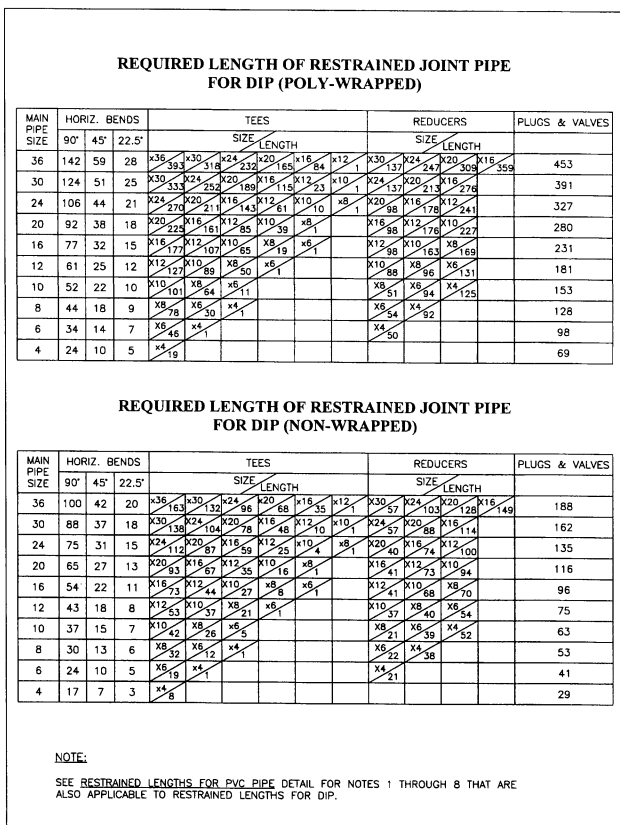 REQUIRED LENGTH OF RESTRAINED JOINT PIPE
FOR DIP (POLY-WRAPPED)
MAIN PIPE SIZE HORIZ. BENDS TEES REDUCERS PLUGS & VALVES
90° 45° 22.5° SIZE LENGTH SIZE LENGTH
36 142 59 28 x36 393 x30 318 x24 232 x20 165 x16 84 x12 1 X30 137 X24 247 X20 309 X16 359 453
30 124 51 25 X30 333 X24 252 X20 189 X16 115 X12 23 x10 1 X24 137 X20 213 X16 276 391
24 106 44 21 X24 270 X20 211 x16 143 X12 61 X10 10 x8 1 X20 98 X16 178 X12 241 327
20 92 38 18 X20 225 X16 161 X12 85 X10 39 x8 1 X16 98 X12 176 X10 227 280
16 77 32 15 X16 177 X12 107 X10 65 X8 19 x6 1 X12 98 X10 163 X8 169 231
12 61 25 12 X12 127 X10 89 X8 50 x6 1 X10 88 X8 96 X6 131 181
10 52 22 10 X10 101 X8 64 x6 11 X8 51 X6 94 X4 125 153
8 44 18 9 X8 78 X6 30 x4 1 X6 54 X4 92 128
6 34 14 7 X6 46 x4 1 X4 50 98
4 24 10 5 x4 19 69
REQUIRED LENGTH OF RESTRAINED JOINT PIPE
FOR DIP (NON-WRAPPED)
MAIN PIPE SIZE HORIZ. BENDS TEES REDUCERS PLUGS & VALVES
90° 45° 22.5° SIZE LENGTH SIZE LENGTH
36 100 42 20 x36 163 x30 132 x24 96 x20 68 x16 35 x12 1 X30 57 X24 103 X20 128 X16 149 188
30 88 37 18 X30 138 X24 104 X20 78 X16 48 X12 10 x10 1 X24 57 X20 88 X16 114 162
24 75 31 15 X24 112 X20 87 X16 59 X12 25 x10 4 x8 1 X20 40 X16 74 X12 100 135
20 65 27 13 X20 93 X16 67 X12 35 X10 16 x8 1 X16 41 X12 73 X10 94 116
16 54 22 11 X16 73 X12 44 X10 27 x8 8 x6 1 X12 41 X10 68 X8 70 96
12 43 18 8 X12 53 X10 37 X8 21 x6 1 X10 37 X8 40 X6 54 75
10 37 15 7 X10 42 X8 26 x6 5 X8 21 X6 39 X4 52 63
8 30 13 6 X8 32 X6 12 x4 1 X6 22 X4 38 53
6 24 10 5 X6 19 x4 1 X4 21 41
4 17 7 3 x4 8 29
NOTE:
SEE RESTRAINED LENGTHS FOR PVC PIPE DETAIL FOR NOTES 1 THROUGH 8 THAT ARE
ALSO APPLICABLE TO RESTRAINED LENGTHS FOR DIP.